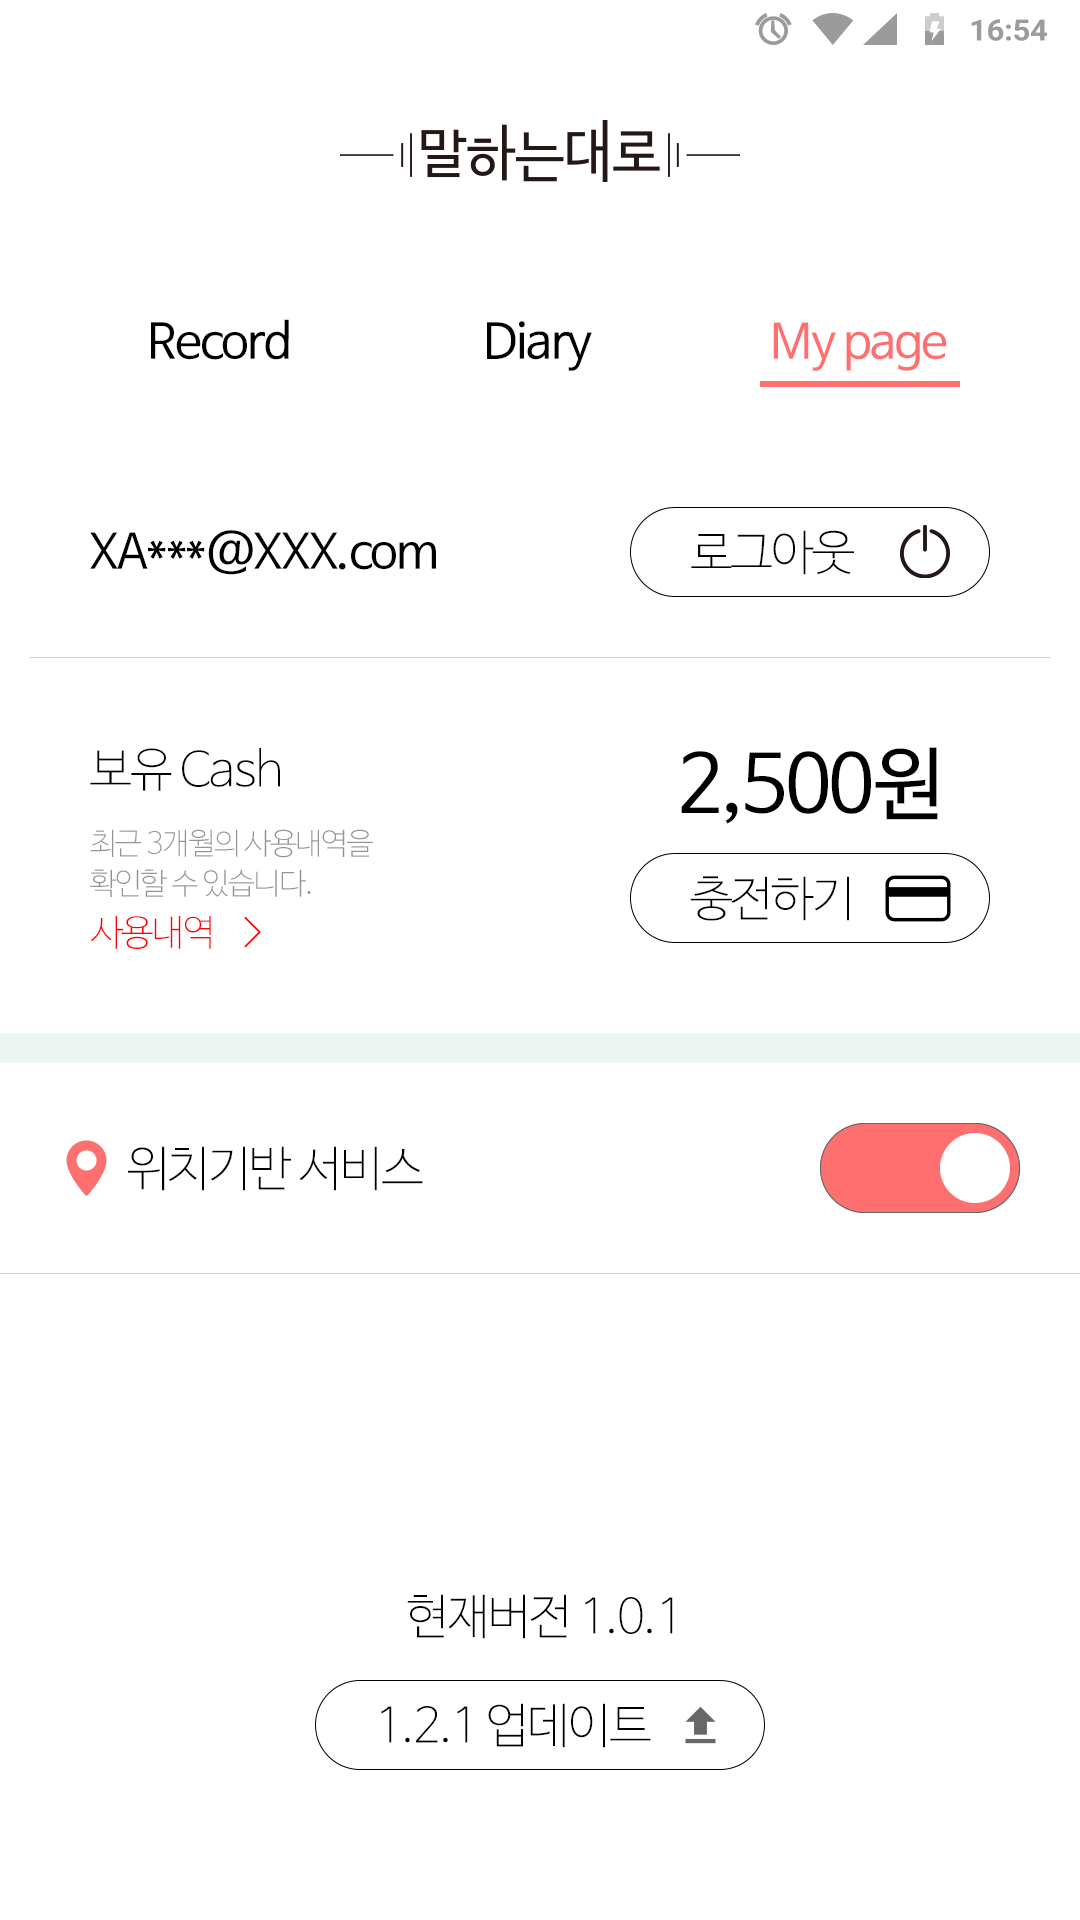 16:54
말하는대로
Record Diary My page
XA***@XXX.com 로그아웃
보유 Cash 2,500원
최근 3개월의 사용내역을
확인할 수 있습니다.
충전하기
사용내역 >
위치기반 서비스
현재버전 1.0.1
1.2.1 업데이트